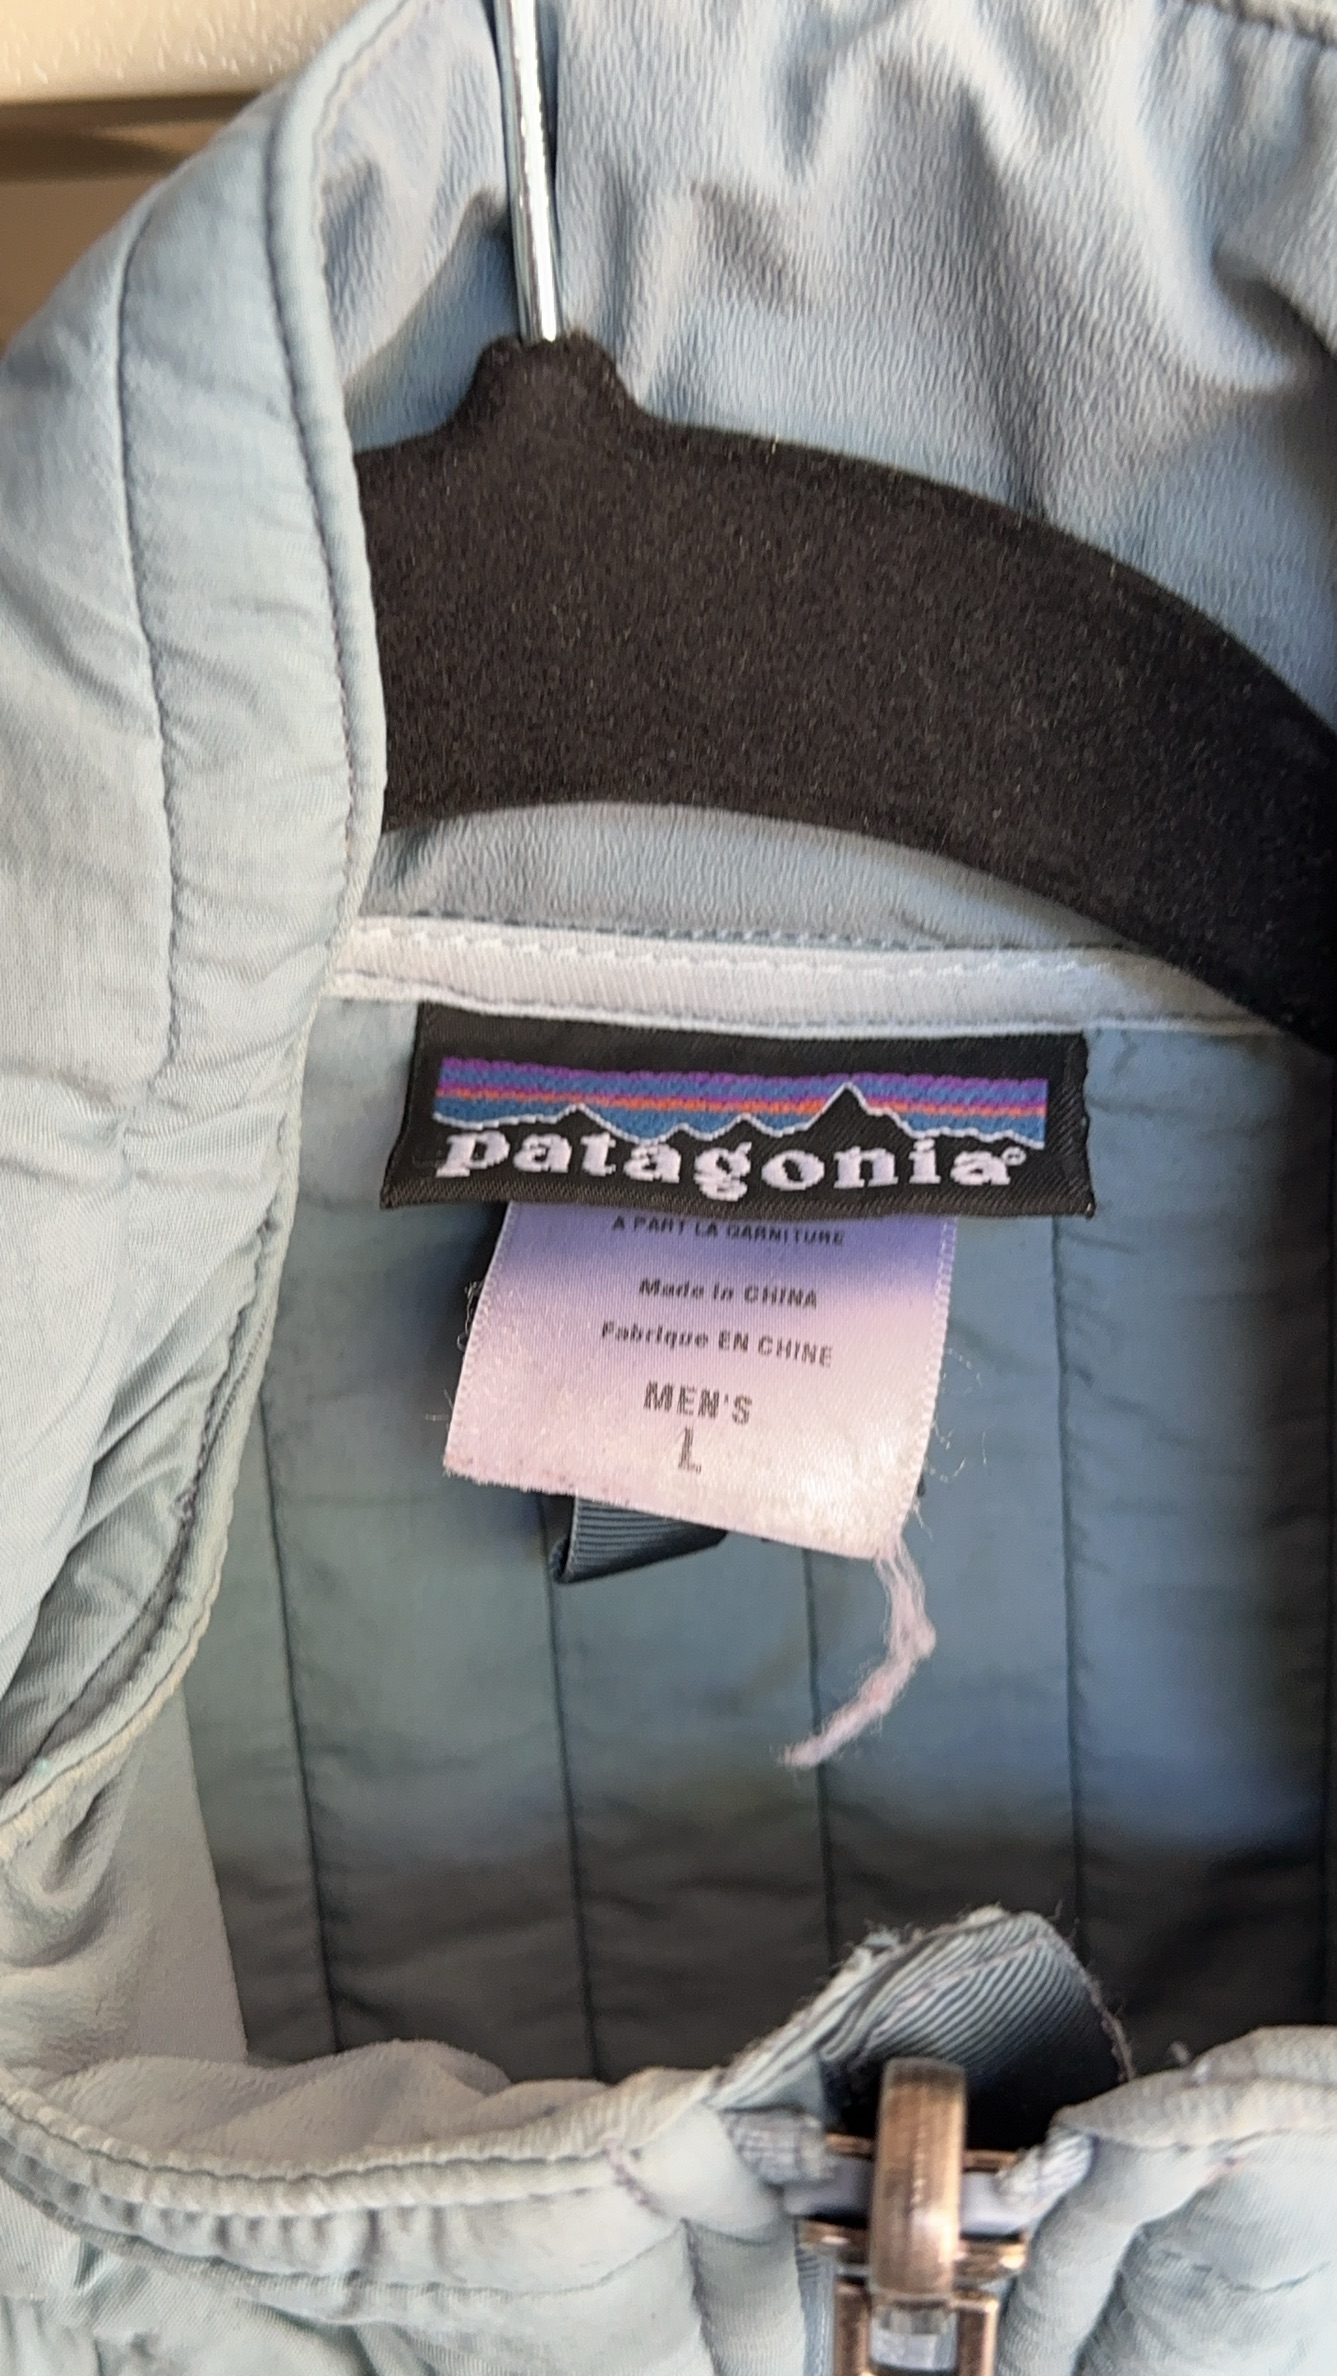 patagonia®
A PART LA GARNITURE
Made in CHINA
Fabrique EN CHINE
MEN'S
L